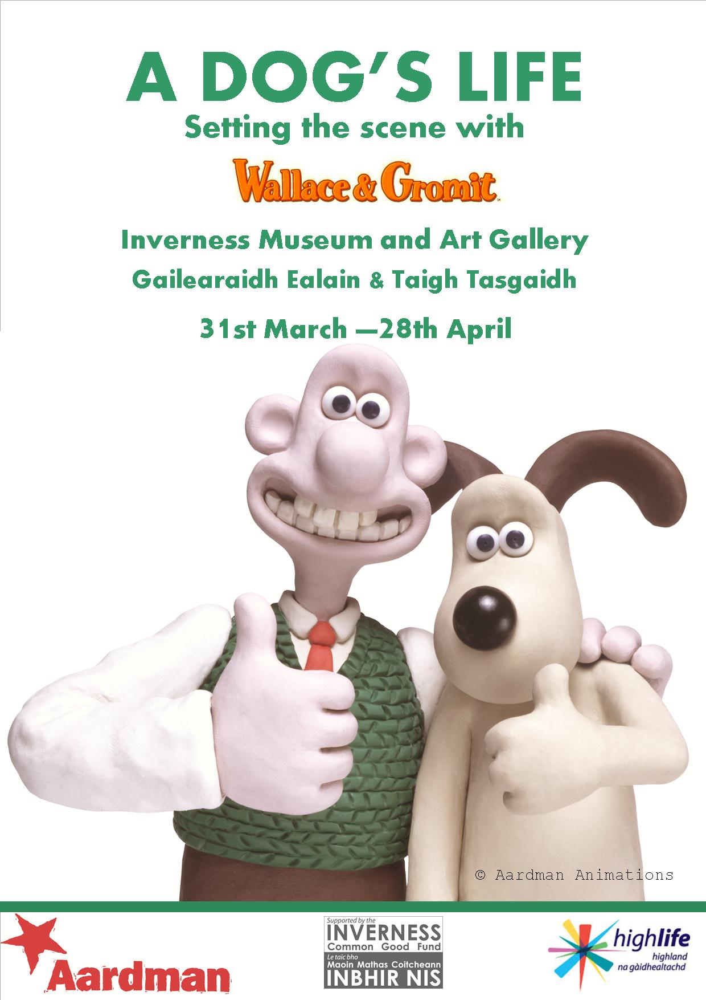 A DOG'S LIFE
Setting the scene with
Wallace & Gromit™
Inverness Museum and Art Gallery
Gailearaidh Ealain & Taigh Tasgaidh
31st March —28th April
© Aardman Animations
Aardman
Supported by the
INVERNESS
Common Good Fund
Le taic bho
Maoin Mathas Coitcheann
INBHIR NIS
highlife
highland
na gàidhealtachd